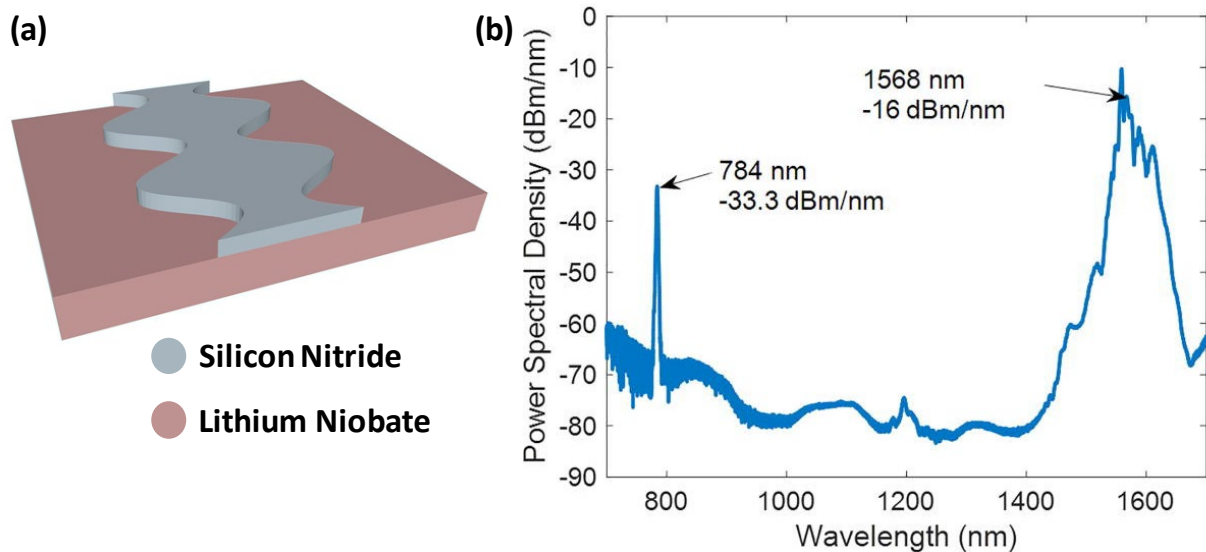 (a)
Silicon Nitride
Lithium Niobate
(b)
Power Spectral Density (dBm/nm)
0
-10
-20
-30
-40
-50
-60
-70
-80
-90
1568 nm
-16 dBm/nm
784 nm
-33.3 dBm/nm
800 1000 1200 1400 1600
Wavelength (nm)